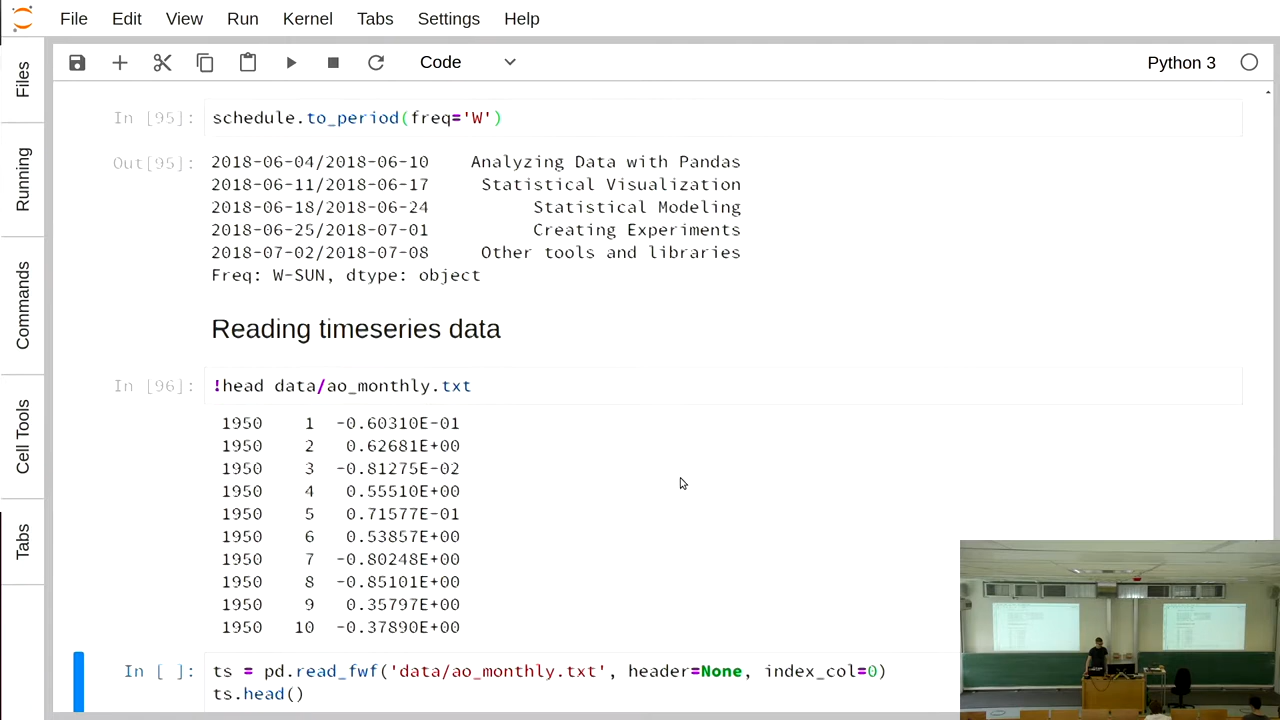 File Edit View Run Kernel Tabs Settings Help
Code
Python 3
Files
Running
Commands
Cell Tools
Tabs
In [95]: schedule.to_period(freq='W')
Out[95]: 2018-06-04/2018-06-10 Analyzing Data with Pandas
2018-06-11/2018-06-17 Statistical Visualization
2018-06-18/2018-06-24 Statistical Modeling
2018-06-25/2018-07-01 Creating Experiments
2018-07-02/2018-07-08 Other tools and libraries
Freq: W-SUN, dtype: object
Reading timeseries data
In [96]: !head data/ao_monthly.txt
1950 1 -0.60310E-01
1950 2 0.62681E+00
1950 3 -0.81275E-02
1950 4 0.55510E+00
1950 5 0.71577E-01
1950 6 0.53857E+00
1950 7 -0.80248E+00
1950 8 -0.85101E+00
1950 9 0.35797E+00
1950 10 -0.37890E+00
In [ ]: ts = pd.read_fwf('data/ao_monthly.txt', header=None, index_col=0)
ts.head()